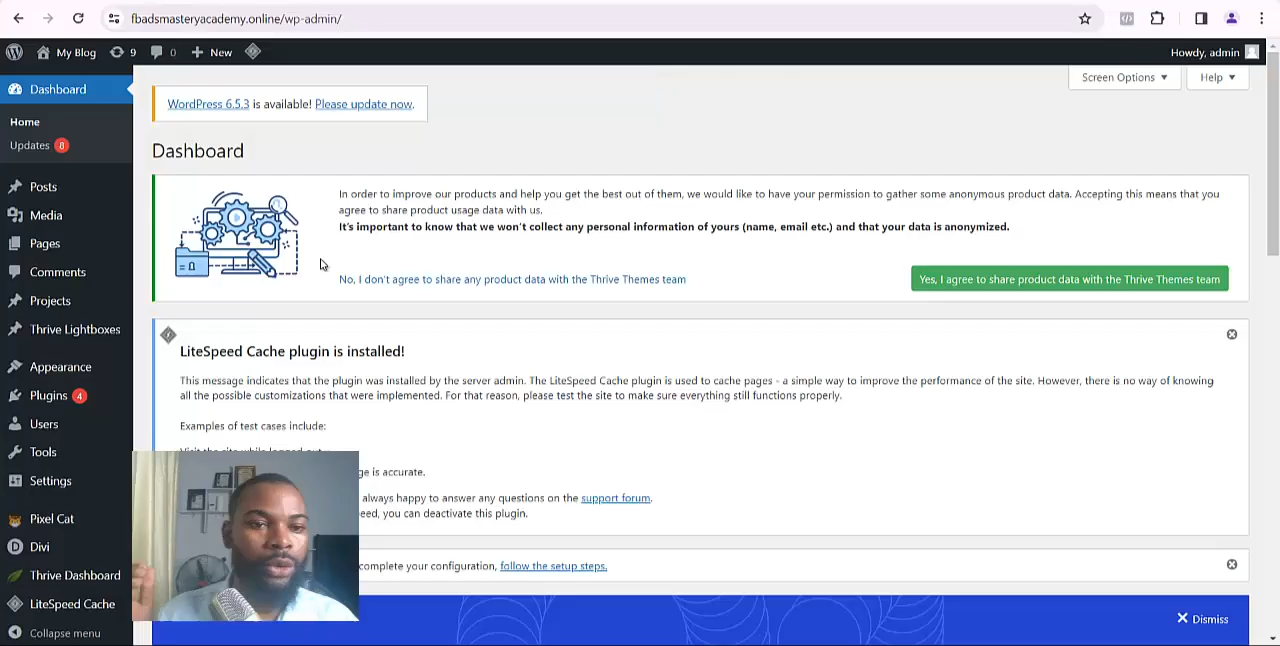 fbadsmasteryacademy.online/wp-admin/
My Blog 9 0 New Howdy, admin
Dashboard
Home
Updates 8
Posts
Media
Pages
Comments
Projects
Thrive Lightboxes
Appearance
Plugins 4
Users
Tools
Settings
Pixel Cat
Divi
Thrive Dashboard
LiteSpeed Cache
Collapse menu
Screen Options Help
WordPress 6.5.3 is available! Please update now.
Dashboard
In order to improve our products and help you get the best out of them, we would like to have your permission to gather some anonymous product data. Accepting this means that you
agree to share product usage data with us.
It's important to know that we won't collect any personal information of yours (name, email etc.) and that your data is anonymized.
No, I don't agree to share any product data with the Thrive Themes team Yes, I agree to share product data with the Thrive Themes team
LiteSpeed Cache plugin is installed!
This message indicates that the plugin was installed by the server admin. The LiteSpeed Cache plugin is used to cache pages - a simple way to improve the performance of the site. However, there is no way of knowing
all the possible customizations that were implemented. For that reason, please test the site to make sure everything still functions properly.
Examples of test cases include:
ge is accurate.
always happy to answer any questions on the support forum.
eed, you can deactivate this plugin.
complete your configuration, follow the setup steps.
Dismiss